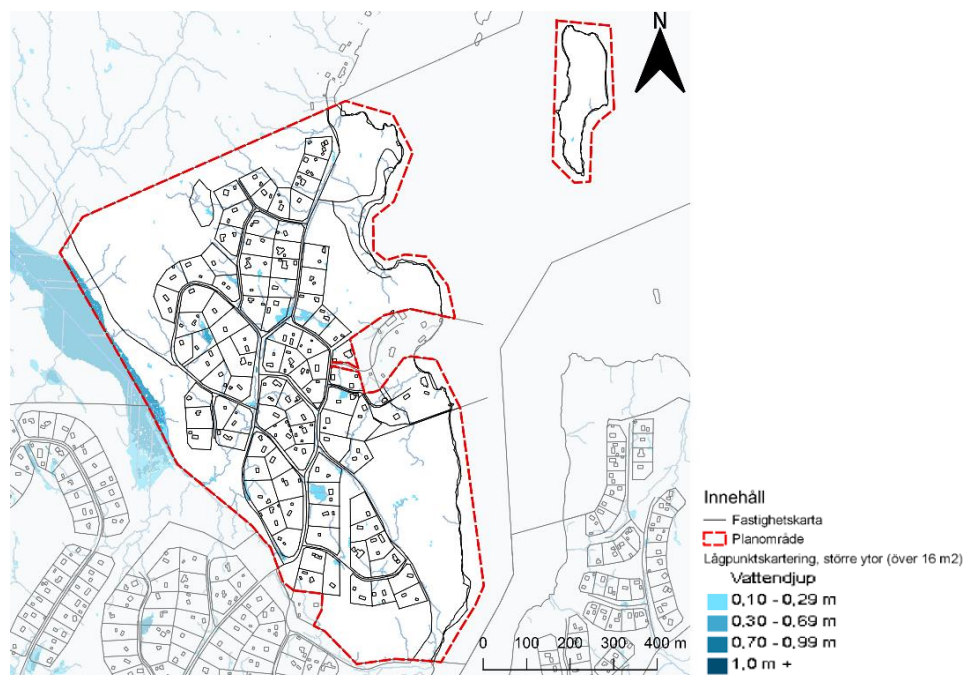 N
Innehåll
Fastighetskarta
Planområde
Lågpunktskartering, större ytor (över 16 m2)
Vattendjup
0,10 - 0,29 m
0,30 - 0,69 m
0,70 - 0,99 m
1,0 m +
0 100 200 300 400 m